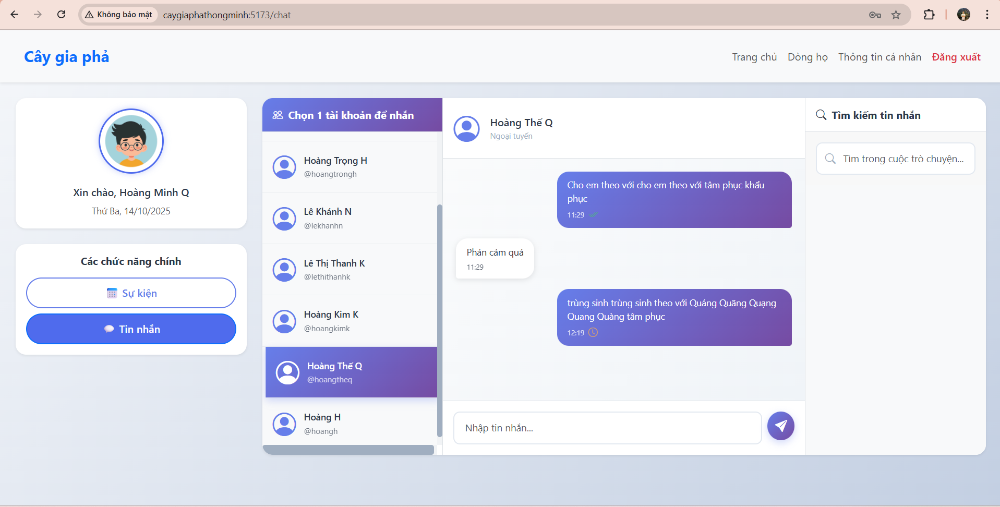 Không bảo mật
caygiaphathongminh:5173/chat
Cây gia phả
Trang chủ
Dòng họ
Thông tin cá nhân
Đăng xuất
Xin chào, Hoàng Minh Q
Thứ Ba, 14/10/2025
Các chức năng chính
Sự kiện
Tin nhắn
Chọn 1 tài khoản để nhắn
Hoàng Trọng H
@hoangtrongh
Lê Khánh N
@lekhanhn
Lê Thị Thanh K
@lethithanhk
Hoàng Kim K
@hoangkimk
Hoàng Thế Q
@hoangtheq
Hoàng H
@hoangh
Hoàng Thế Q
Ngoại tuyến
Cho em theo với cho em theo với tâm phục khẩu
phục
11:29
Phản cảm quá
11:29
trùng sinh trùng sinh theo với Quáng Quãng Quạng
Quang Quàng tâm phục
12:19
Nhập tin nhắn...
Tìm kiếm tin nhắn
Tìm trong cuộc trò chuyện...